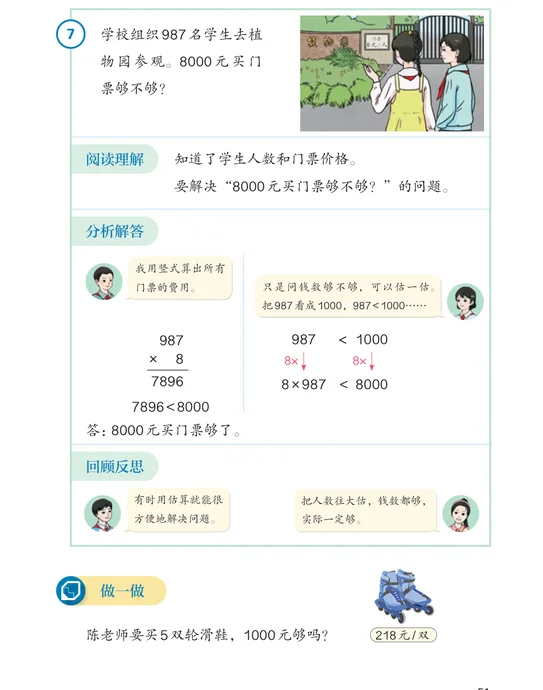 7
学校组织987名学生去植
物园参观。8000元买门
票够不够？
植物园
门票
8元/人
阅读理解
知道了学生人数和门票价格。
要解决“8000元买门票够不够？”的问题。
分析解答
我用竖式算出所有
门票的费用。
987
× 8
7896
7896<8000
只是问钱数够不够，可以估一估。
把987看成1000，987<1000……
987 < 1000
8× 8×
8×987 < 8000
答：8000元买门票够了。
回顾反思
有时用估算就能很
方便地解决问题。
把人数往大估，钱数都够，
实际一定够。
做一做
陈老师要买5双轮滑鞋，1000元够吗？
218元/双